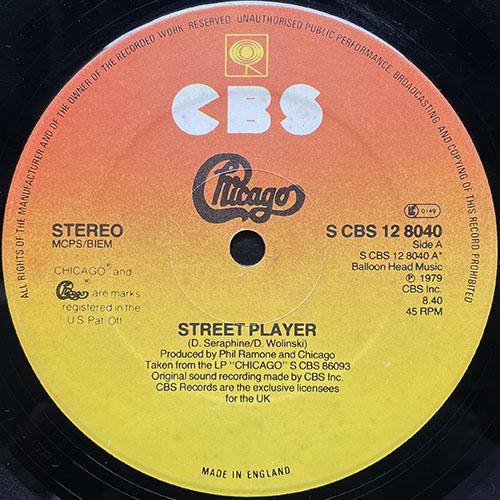 ALL RIGHTS OF THE MANUFACTURER AND OF THE OWNER OF THE RECORDED WORK RESERVED UNAUTHORISED PUBLIC PERFORMANCE BROADCASTING AND COPYING OF THIS RECORD PROHIBITED
CBS
Chicago
STEREO
MCPS/BIEM
CHICAGO® and
Chicago® are marks
registered in the
U.S. Pat. Off.
LC 0149
S CBS 12 8040
Side A
S CBS 12 8040 A*
Balloon Head Music
℗ 1979
CBS Inc.
8.40
45 RPM
STREET PLAYER
(D. Seraphine/D. Wolinski)
Produced by Phil Ramone and Chicago
Taken from the LP "CHICAGO" S CBS 86093
Original sound recording made by CBS Inc.
CBS Records are the exclusive licensees
for the UK
MADE IN ENGLAND